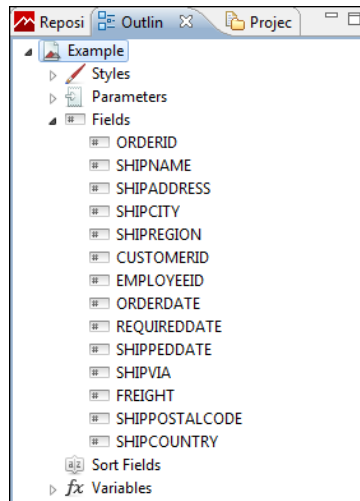 Reposi Outlin Projec
Example
Styles
Parameters
Fields
ORDERID
SHIPNAME
SHIPADDRESS
SHIPCITY
SHIPREGION
CUSTOMERID
EMPLOYEEID
ORDERDATE
REQUIREDDATE
SHIPPEDDATE
SHIPVIA
FREIGHT
SHIPPOSTALCODE
SHIPCOUNTRY
Sort Fields
fx Variables